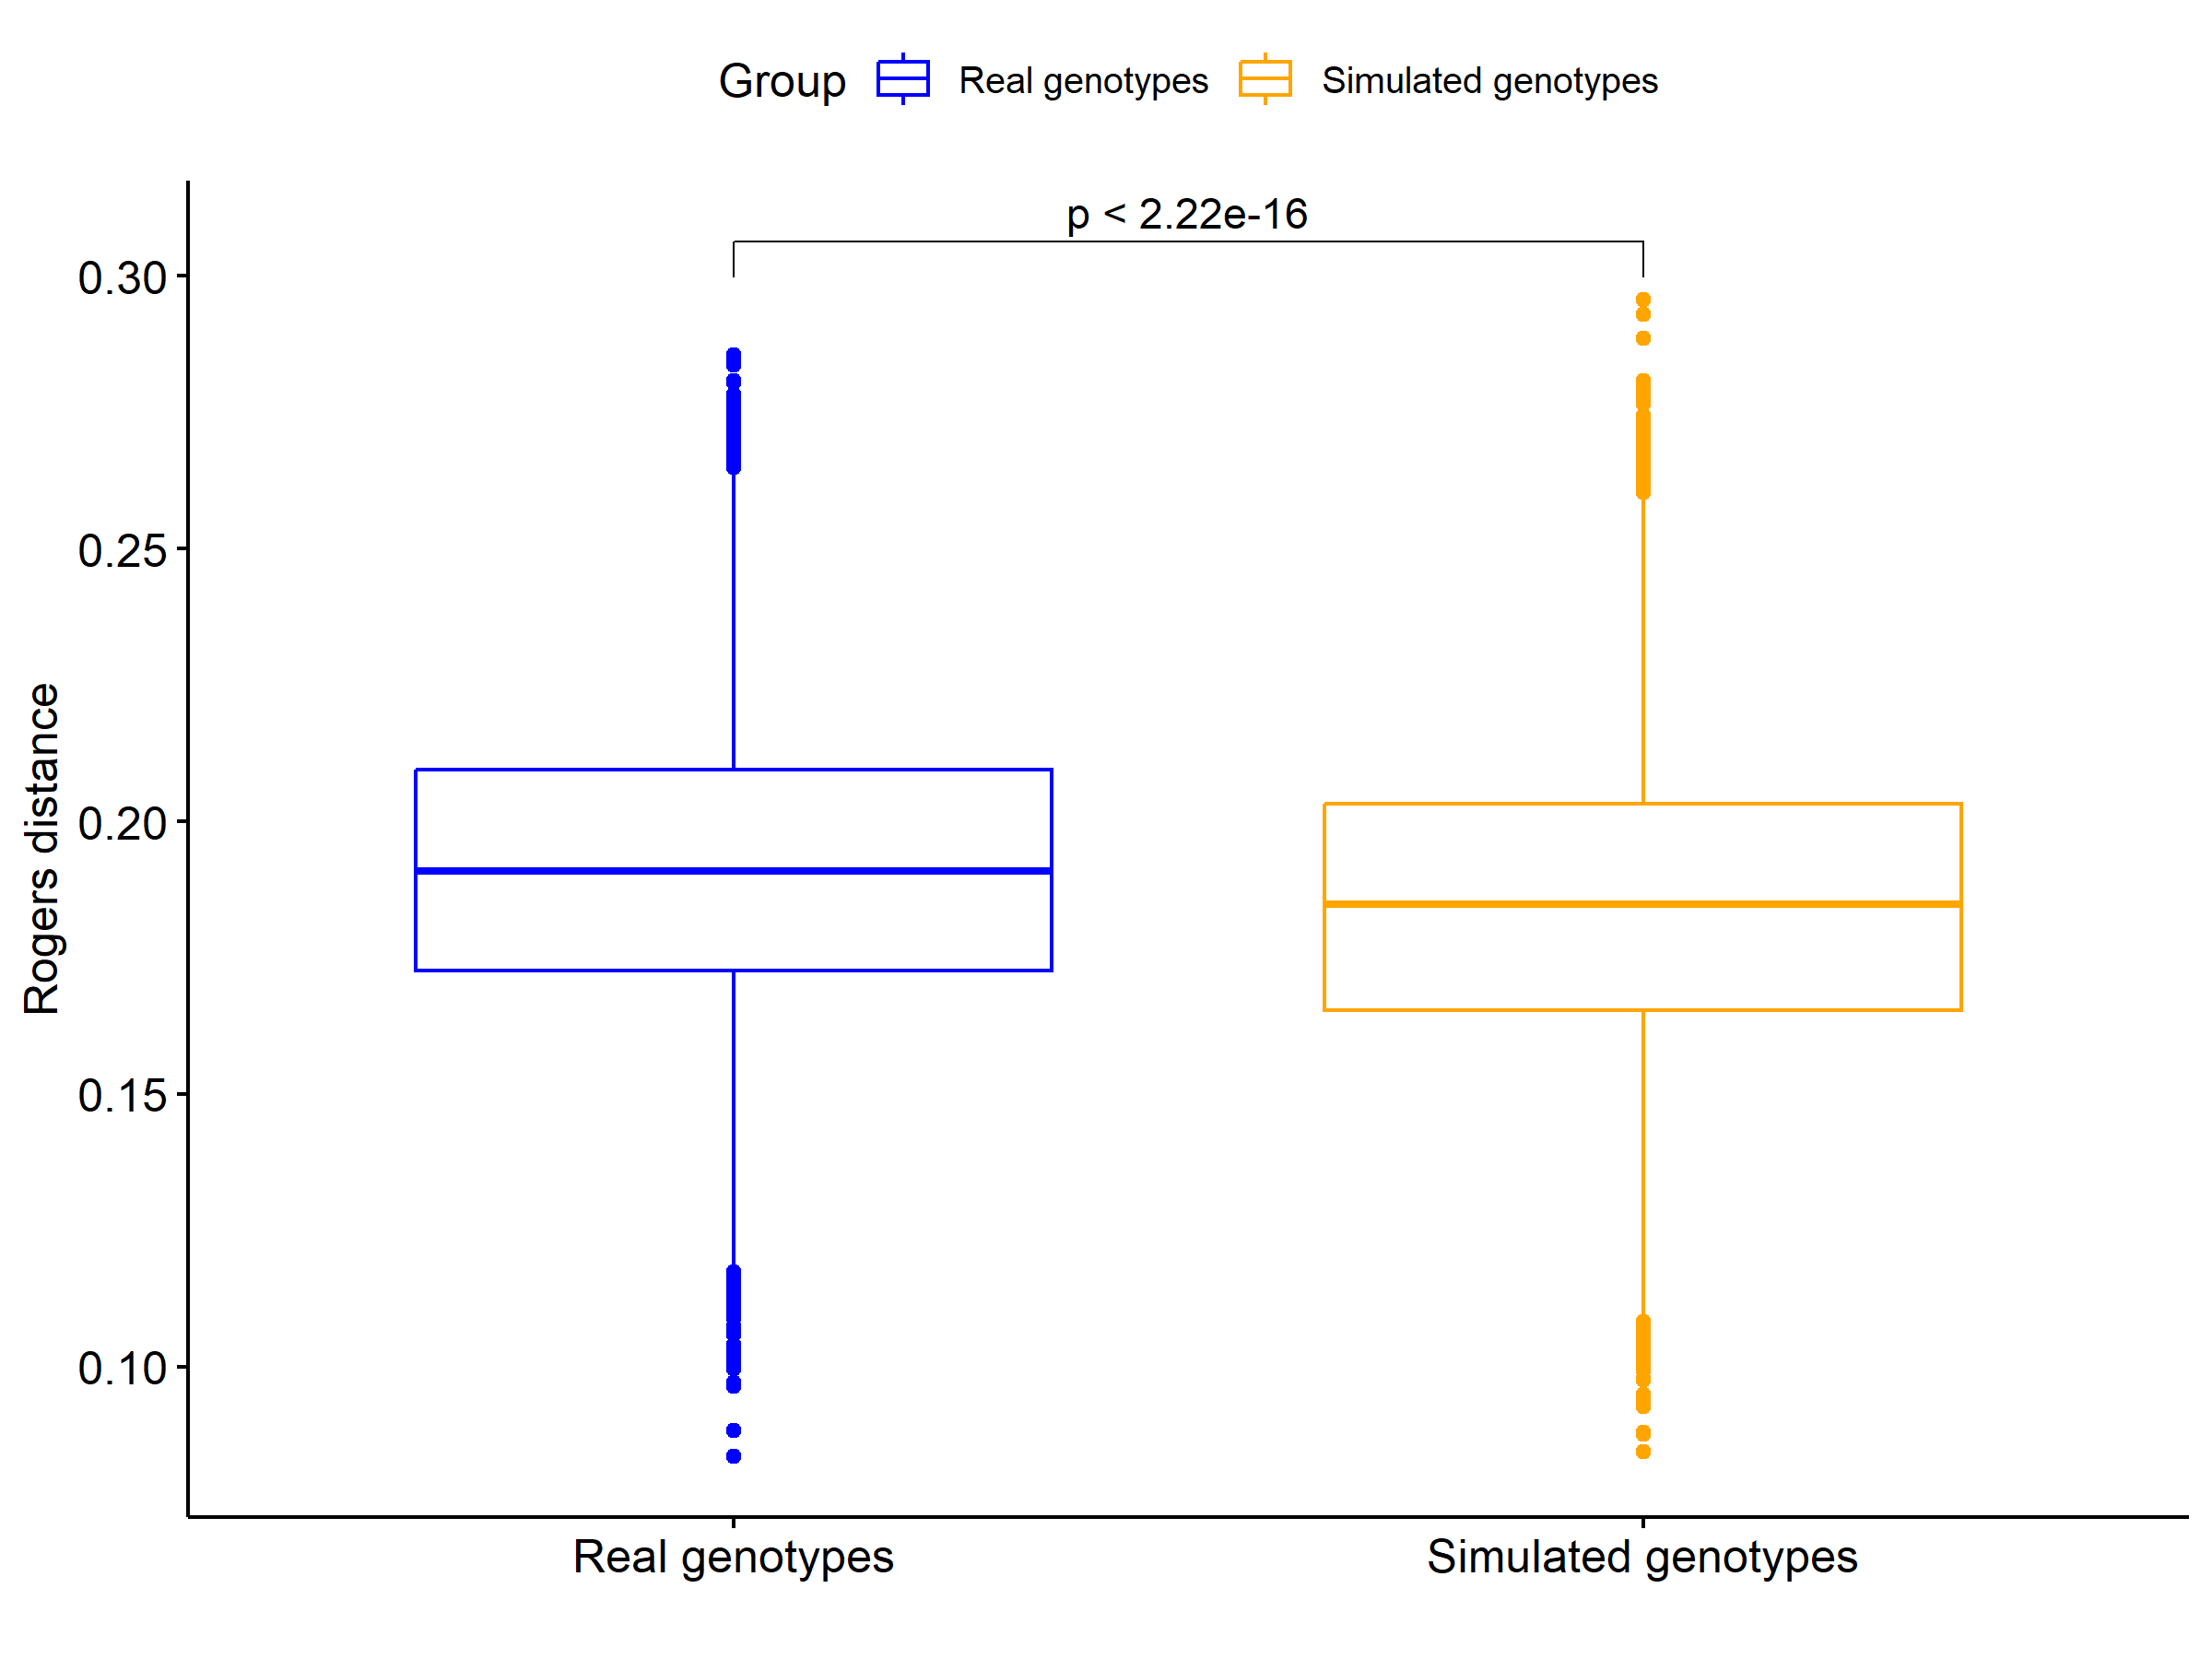 Group Real genotypes Simulated genotypes
p < 2.22e-16
0.30
0.25
0.20
0.15
0.10
Rogers distance
Real genotypes Simulated genotypes